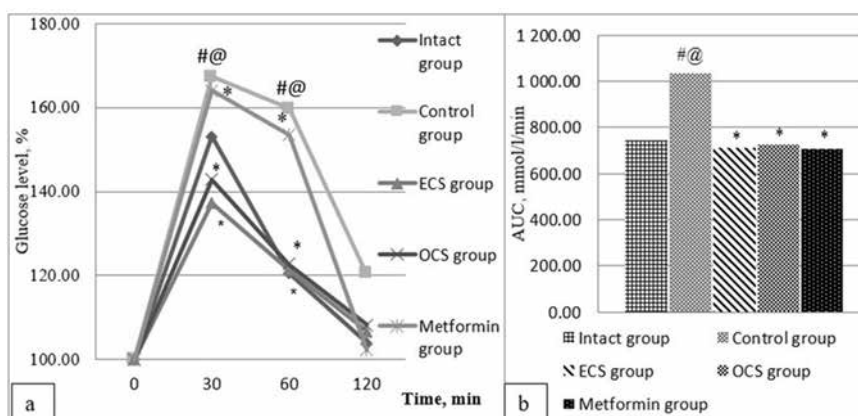 180.00
160.00
140.00
120.00
100.00
Glucose level, %
#@
#@
*
*
*
*
*
*
0 30 60 120
Time, min
Intact
group
Control
group
ECS group
OCS group
Metformin
group
a
1 200.00
1 000.00
800.00
600.00
400.00
200.00
0.00
AUC, mmol/l/min
#@
* * *
Intact group Control group
ECS group OCS group
Metformin group
b